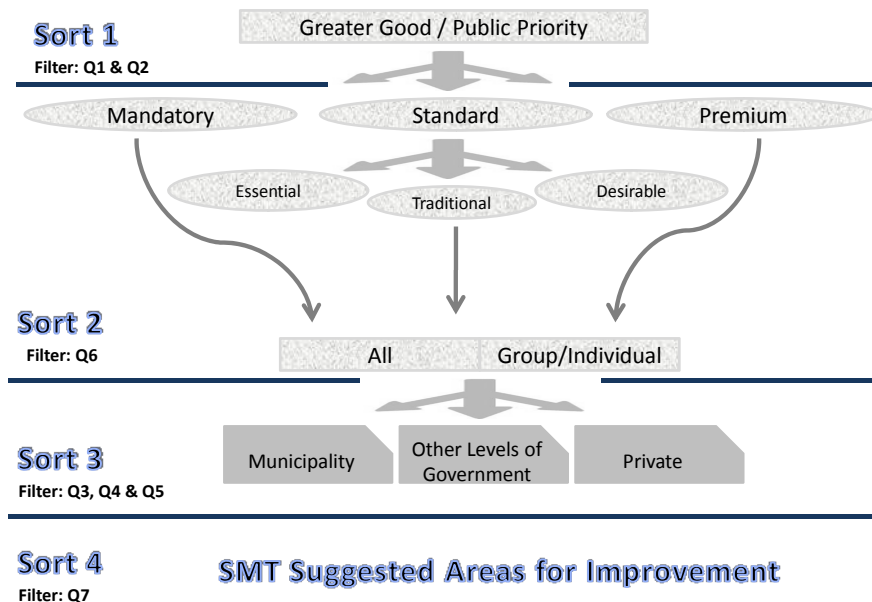 Sort 1
Greater Good / Public Priority
Filter: Q1 & Q2
Mandatory
Standard
Premium
Essential
Traditional
Desirable
Sort 2
Filter: Q6
All
Group/Individual
Sort 3
Filter: Q3, Q4 & Q5
Municipality
Other Levels of
Government
Private
Sort 4
SMT Suggested Areas for Improvement
Filter: Q7